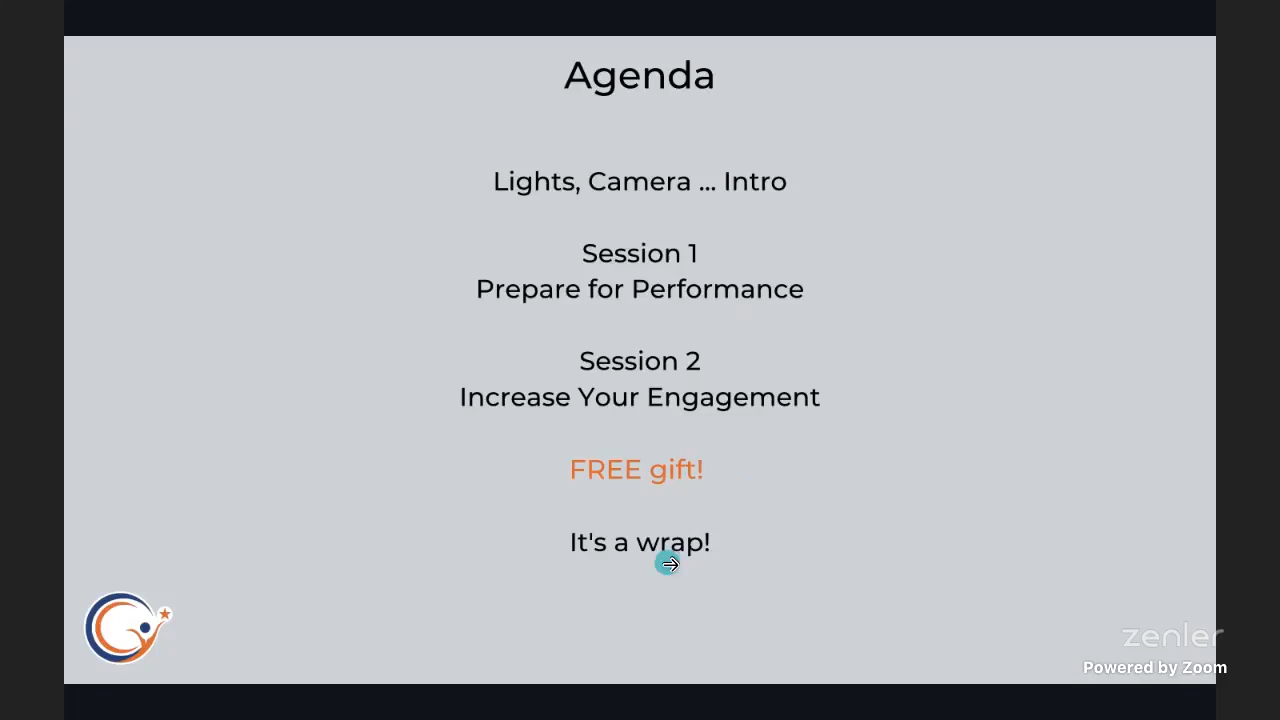 Agenda
Lights, Camera ... Intro
Session 1
Prepare for Performance
Session 2
Increase Your Engagement
FREE gift!
It's a wrap!
zenler
Powered by Zoom